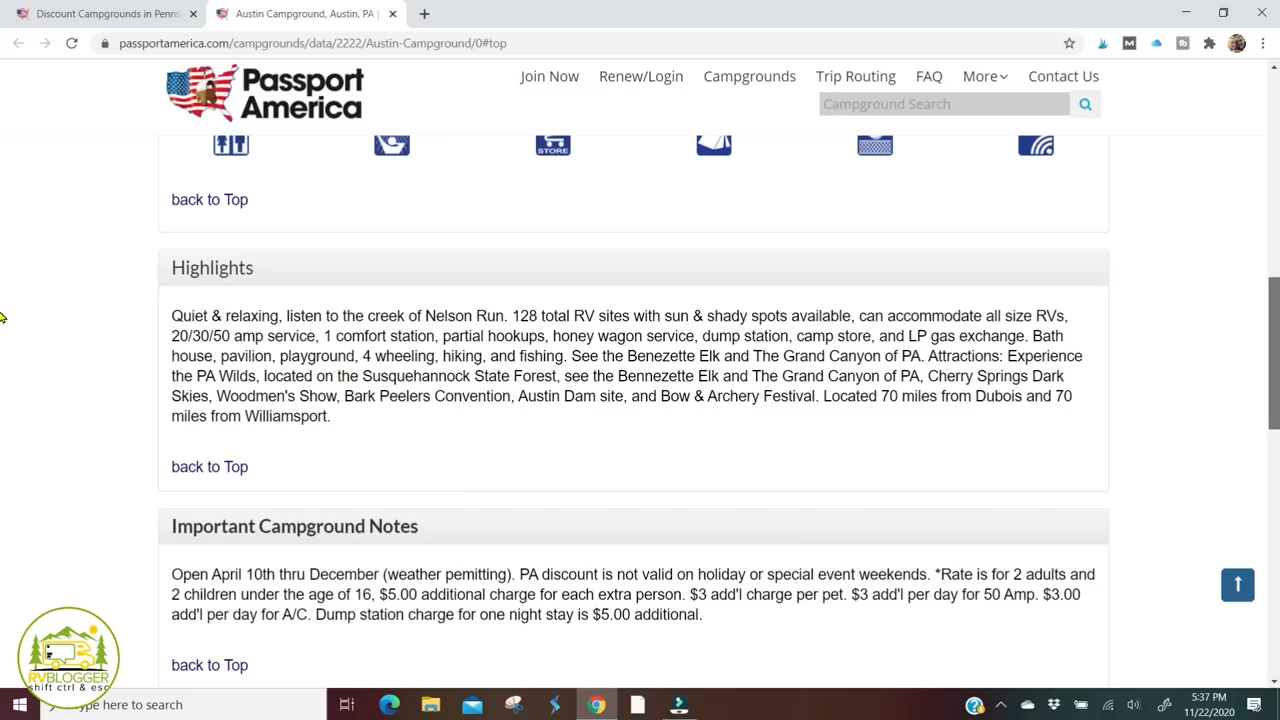 Discount Campgrounds in Penns
Austin Campground, Austin, PA |
passportamerica.com/campgrounds/data/2222/Austin-Campground/0#top
Passport
America
Join Now Renew/Login Campgrounds Trip Routing FAQ More Contact Us
Campground Search
STORE
back to Top
Highlights
Quiet & relaxing, listen to the creek of Nelson Run. 128 total RV sites with sun & shady spots available, can accommodate all size RVs,
20/30/50 amp service, 1 comfort station, partial hookups, honey wagon service, dump station, camp store, and LP gas exchange. Bath
house, pavilion, playground, 4 wheeling, hiking, and fishing. See the Benezette Elk and The Grand Canyon of PA. Attractions: Experience
the PA Wilds, located on the Susquehannock State Forest, see the Bennezette Elk and The Grand Canyon of PA, Cherry Springs Dark
Skies, Woodmen's Show, Bark Peelers Convention, Austin Dam site, and Bow & Archery Festival. Located 70 miles from Dubois and 70
miles from Williamsport.
back to Top
Important Campground Notes
Open April 10th thru December (weather pemitting). PA discount is not valid on holiday or special event weekends. *Rate is for 2 adults and
2 children under the age of 16, $5.00 additional charge for each extra person. $3 add'l charge per pet. $3 add'l per day for 50 Amp. $3.00
add'l per day for A/C. Dump station charge for one night stay is $5.00 additional.
back to Top
RVBLOGGER
shift ctrl & esc
Type here to search
5:37 PM
11/22/2020